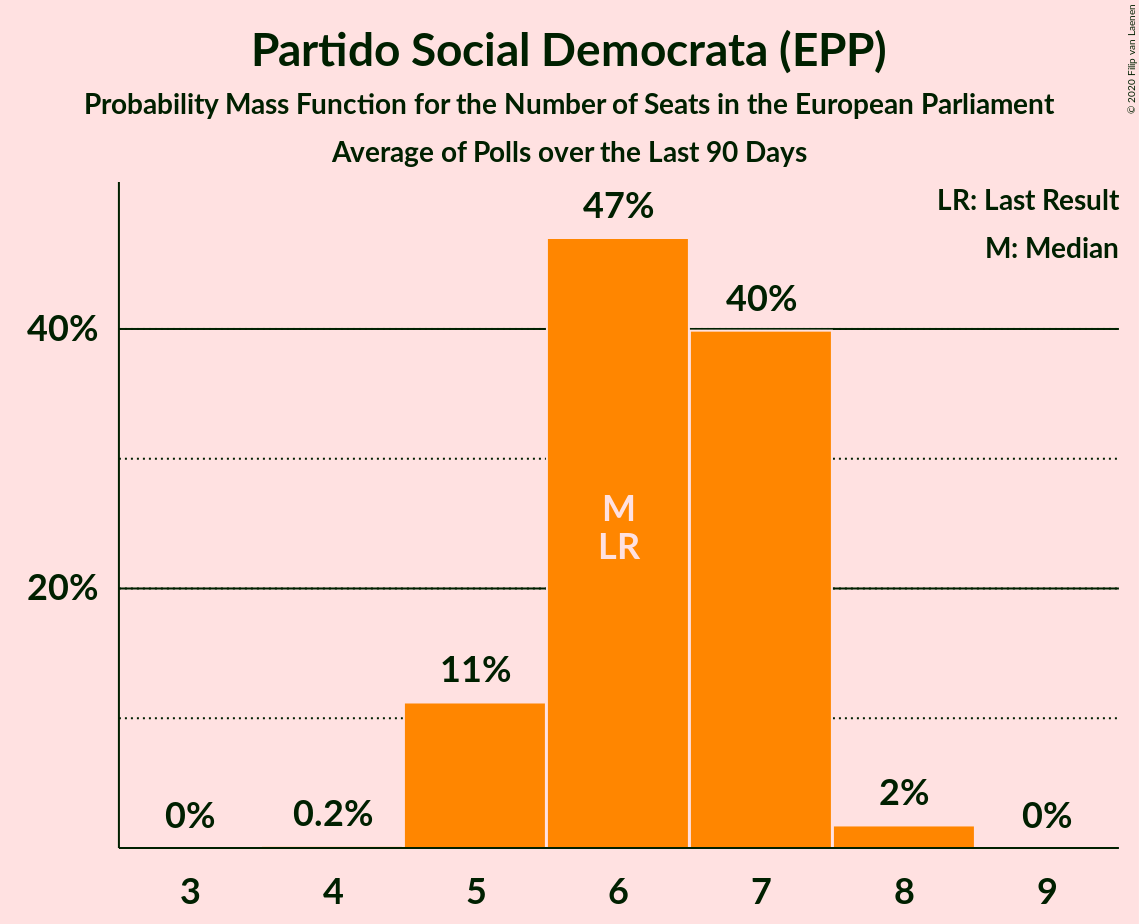 Partido Social Democrata (EPP)
Probability Mass Function for the Number of Seats in the European Parliament
Average of Polls over the Last 90 Days
© 2020 Filip van Laenen
LR: Last Result
M: Median
47%
40%
40%
M
LR
20%
11%
2%
0%
0.2%
0%
3 4 5 6 7 8 9